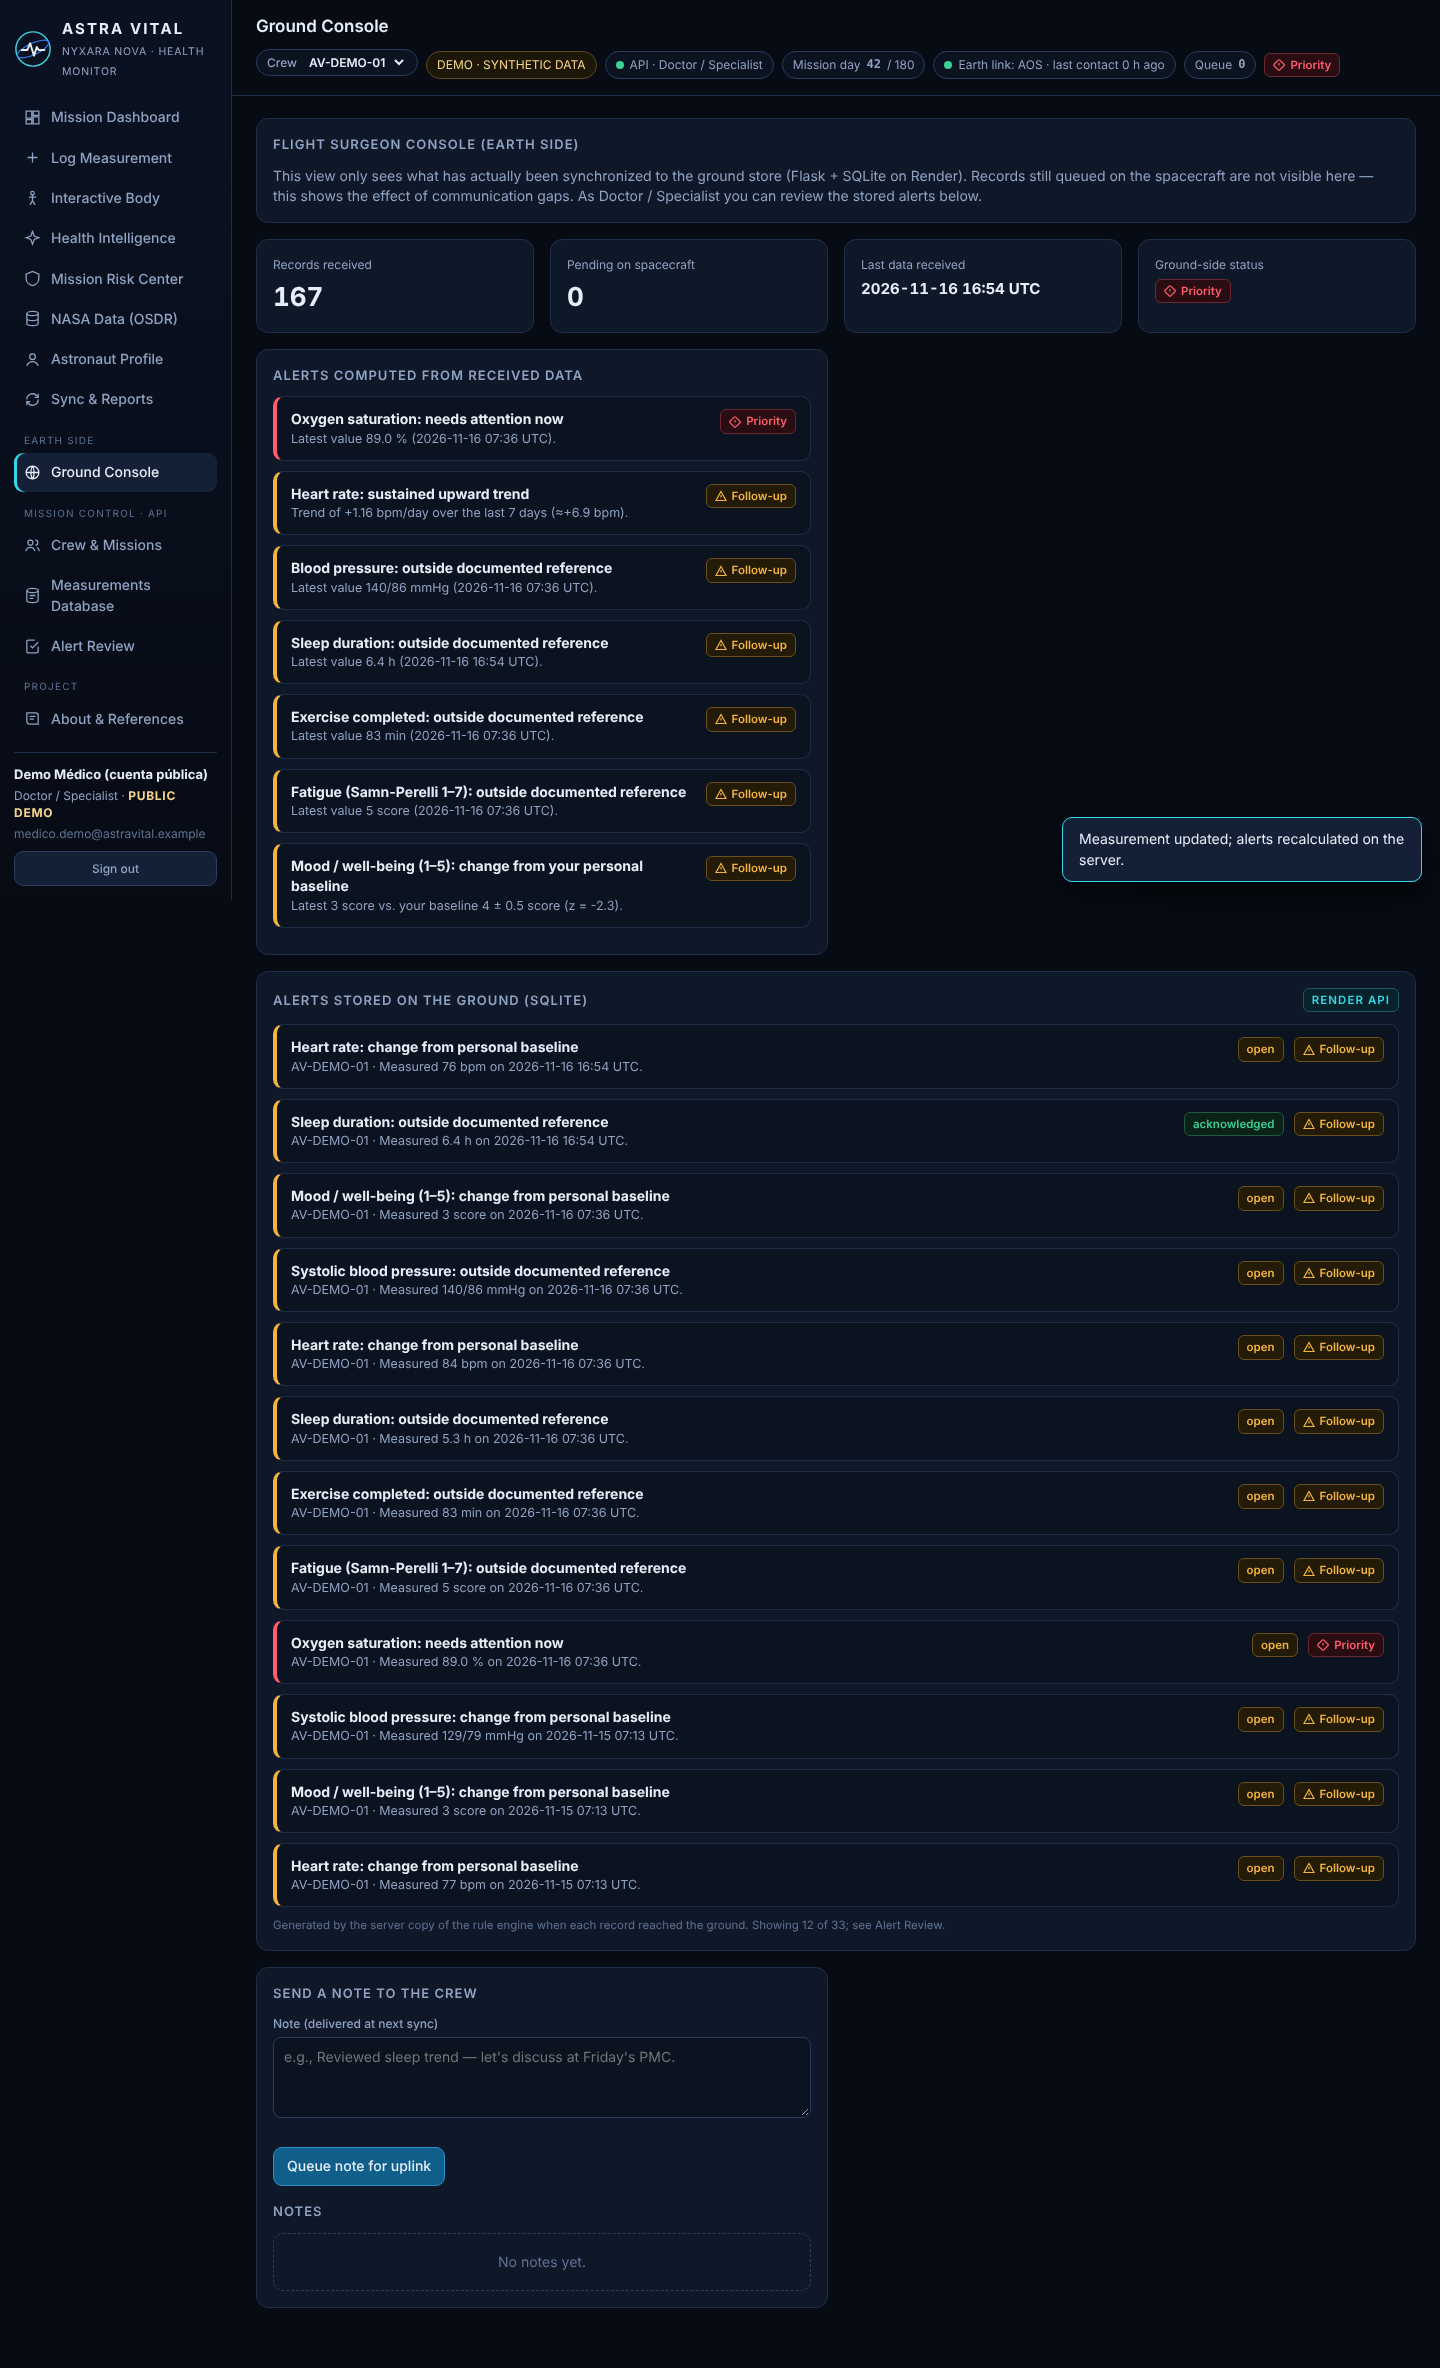 ASTRA VITAL
NYXARA NOVA · HEALTH
MONITOR
Mission Dashboard
Log Measurement
Interactive Body
Health Intelligence
Mission Risk Center
NASA Data (OSDR)
Astronaut Profile
Sync & Reports
EARTH SIDE
Ground Console
MISSION CONTROL · API
Crew & Missions
Measurements
Database
Alert Review
PROJECT
About & References
Demo Médico (cuenta pública)
Doctor / Specialist · PUBLIC
DEMO
medico.demo@astravital.example
Sign out
Ground Console
Crew AV-DEMO-01
DEMO · SYNTHETIC DATA
API · Doctor / Specialist
Mission day 42 / 180
Earth link: AOS · last contact 0 h ago
Queue 0
Priority
FLIGHT SURGEON CONSOLE (EARTH SIDE)
This view only sees what has actually been synchronized to the ground store (Flask + SQLite on Render). Records still queued on the spacecraft are not visible here —
this shows the effect of communication gaps. As Doctor / Specialist you can review the stored alerts below.
Records received
167
Pending on spacecraft
0
Last data received
2026-11-16 16:54 UTC
Ground-side status
Priority
ALERTS COMPUTED FROM RECEIVED DATA
Oxygen saturation: needs attention now
Priority
Latest value 89.0 % (2026-11-16 07:36 UTC).
Heart rate: sustained upward trend
Follow-up
Trend of +1.16 bpm/day over the last 7 days (≈+6.9 bpm).
Blood pressure: outside documented reference
Follow-up
Latest value 140/86 mmHg (2026-11-16 07:36 UTC).
Sleep duration: outside documented reference
Follow-up
Latest value 6.4 h (2026-11-16 16:54 UTC).
Exercise completed: outside documented reference
Follow-up
Latest value 83 min (2026-11-16 07:36 UTC).
Fatigue (Samn-Perelli 1–7): outside documented reference
Follow-up
Latest value 5 score (2026-11-16 07:36 UTC).
Mood / well-being (1–5): change from your personal
baseline
Follow-up
Latest 3 score vs. your baseline 4 ± 0.5 score (z = -2.3).
Measurement updated; alerts recalculated on the
server.
ALERTS STORED ON THE GROUND (SQLITE)
RENDER API
Heart rate: change from personal baseline
open
Follow-up
AV-DEMO-01 · Measured 76 bpm on 2026-11-16 16:54 UTC.
Sleep duration: outside documented reference
acknowledged
Follow-up
AV-DEMO-01 · Measured 6.4 h on 2026-11-16 16:54 UTC.
Mood / well-being (1–5): change from personal baseline
open
Follow-up
AV-DEMO-01 · Measured 3 score on 2026-11-16 07:36 UTC.
Systolic blood pressure: outside documented reference
open
Follow-up
AV-DEMO-01 · Measured 140/86 mmHg on 2026-11-16 07:36 UTC.
Heart rate: change from personal baseline
open
Follow-up
AV-DEMO-01 · Measured 84 bpm on 2026-11-16 07:36 UTC.
Sleep duration: outside documented reference
open
Follow-up
AV-DEMO-01 · Measured 5.3 h on 2026-11-16 07:36 UTC.
Exercise completed: outside documented reference
open
Follow-up
AV-DEMO-01 · Measured 83 min on 2026-11-16 07:36 UTC.
Fatigue (Samn-Perelli 1–7): outside documented reference
open
Follow-up
AV-DEMO-01 · Measured 5 score on 2026-11-16 07:36 UTC.
Oxygen saturation: needs attention now
open
Priority
AV-DEMO-01 · Measured 89.0 % on 2026-11-16 07:36 UTC.
Systolic blood pressure: change from personal baseline
open
Follow-up
AV-DEMO-01 · Measured 129/79 mmHg on 2026-11-15 07:13 UTC.
Mood / well-being (1–5): change from personal baseline
open
Follow-up
AV-DEMO-01 · Measured 3 score on 2026-11-15 07:13 UTC.
Heart rate: change from personal baseline
open
Follow-up
AV-DEMO-01 · Measured 77 bpm on 2026-11-15 07:13 UTC.
Generated by the server copy of the rule engine when each record reached the ground. Showing 12 of 33; see Alert Review.
SEND A NOTE TO THE CREW
Note (delivered at next sync)
e.g., Reviewed sleep trend — let's discuss at Friday's PMC.
Queue note for uplink
NOTES
No notes yet.